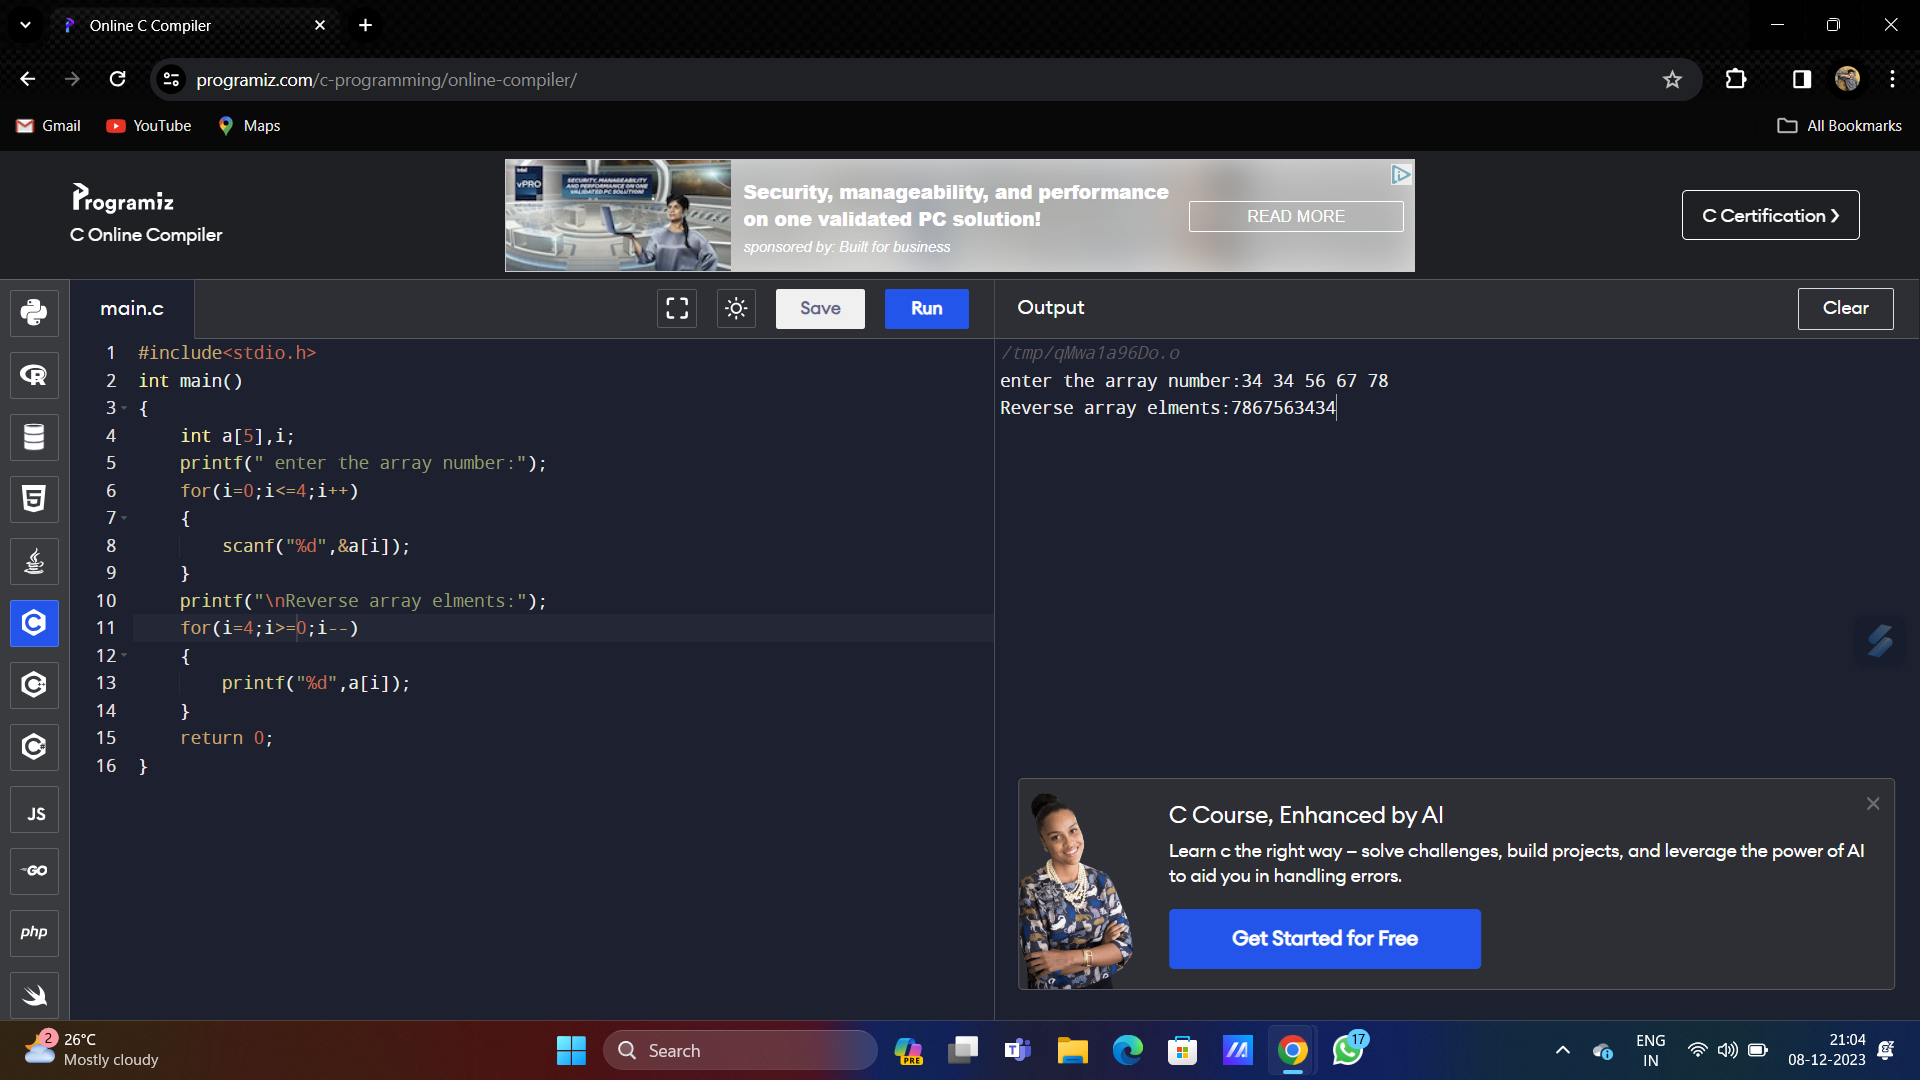 Online C Compiler
programiz.com/c-programming/online-compiler/
Gmail YouTube Maps All Bookmarks
Programiz
C Online Compiler
intel
vPRO
SECURITY, MANAGEABILITY
AND PERFORMANCE ON ONE
VALIDATED PC SOLUTION!
Security, manageability, and performance
on one validated PC solution!
sponsored by: Built for business
READ MORE
C Certification ❯
main.c
Save Run
Output
Clear
1 #include<stdio.h>
2 int main()
3 {
4 int a[5],i;
5 printf(" enter the array number:");
6 for(i=0;i<=4;i++)
7 {
8 scanf("%d",&a[i]);
9 }
10 printf("\nReverse array elments:");
11 for(i=4;i>=0;i--)
12 {
13 printf("%d",a[i]);
14 }
15 return 0;
16 }
/tmp/qMwa1a96Do.o
enter the array number:34 34 56 67 78
Reverse array elments:7867563434
R
5
C
C
C
JS
GO
php
C Course, Enhanced by AI
Learn c the right way – solve challenges, build projects, and leverage the power of AI
to aid you in handling errors.
Get Started for Free
2
26°C
Mostly cloudy
Search
PRE
T
17
ENG
IN
21:04
08-12-2023